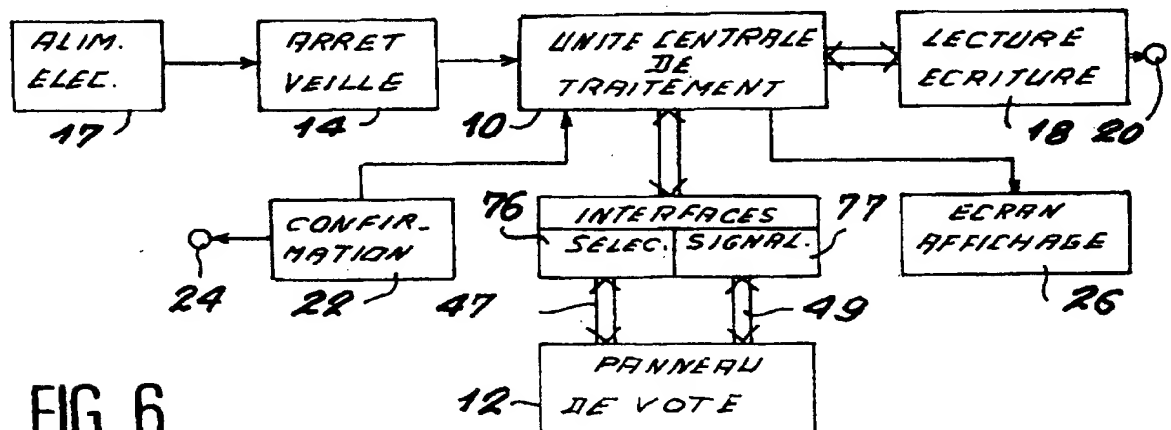 ALIM.
ELEC.
17
ARRET
VEILLE
14
UNITE CENTRALE
DE
TRAITEMENT
10
LECTURE
ECRITURE
18
20
CONFIR_
MATION
22
24
76
INTERFACES
SELEC.
SIGNAL.
77
ECRAN
AFFICHAGE
26
47
49
PANNEAU
DE VOTE
12
FIG. 6